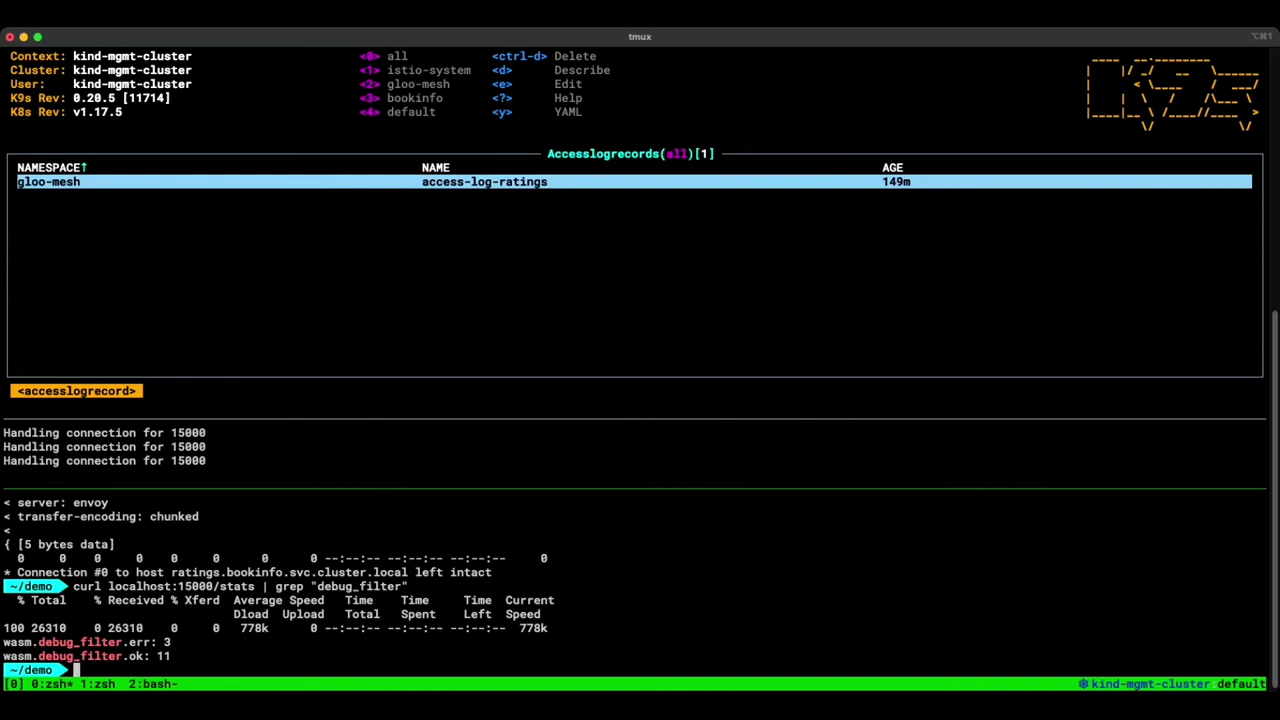 tmux
⌥⌘1
Context: kind-mgmt-cluster <0> all <ctrl-d> Delete
Cluster: kind-mgmt-cluster <1> istio-system <d> Describe
User: kind-mgmt-cluster <2> gloo-mesh <e> Edit
K9s Rev: 0.20.5 [11714] <3> bookinfo <?> Help
K8s Rev: v1.17.5 <4> default <y> YAML
Accesslogrecords(all)[1]
NAMESPACE↑ NAME AGE
gloo-mesh access-log-ratings 149m
<accesslogrecord>
Handling connection for 15000
Handling connection for 15000
Handling connection for 15000
< server: envoy
< transfer-encoding: chunked
<
{ [5 bytes data]
0 0 0 0 0 0 0 0 --:--:-- --:--:-- --:--:-- 0
* Connection #0 to host ratings.bookinfo.svc.cluster.local left intact
~/demo curl localhost:15000/stats | grep "debug_filter"
% Total % Received % Xferd Average Speed Time Time Time Current
Dload Upload Total Spent Left Speed
100 26310 0 26310 0 0 778k 0 --:--:-- --:--:-- --:--:-- 778k
wasm.debug_filter.err: 3
wasm.debug_filter.ok: 11
~/demo
[0] 0:zsh* 1:zsh 2:bash- ⎈kind-mgmt-cluster:default